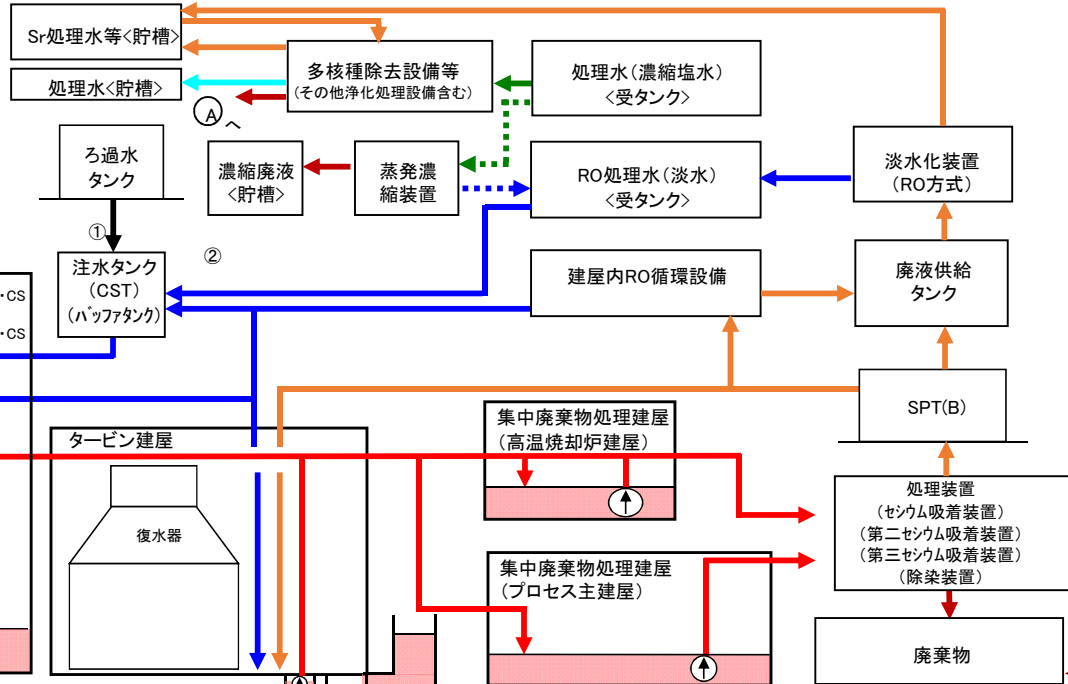 Sr処理水等<貯槽>
処理水<貯槽>
多核種除去設備等
(その他浄化処理設備含む)
処理水(濃縮塩水)
<受タンク>
A へ
ろ過水
タンク
濃縮廃液
<貯槽>
蒸発濃
縮装置
RO処理水(淡水)
<受タンク>
淡水化装置
(RO方式)
①
②
注水タンク
(CST)
(バッファタンク)
建屋内RO循環設備
廃液供給
タンク
・CS
・CS
SPT(B)
タービン建屋
復水器
集中廃棄物処理建屋
(高温焼却炉建屋)
集中廃棄物処理建屋
(プロセス主建屋)
処理装置
(セシウム吸着装置)
(第二セシウム吸着装置)
(第三セシウム吸着装置)
(除染装置)
廃棄物